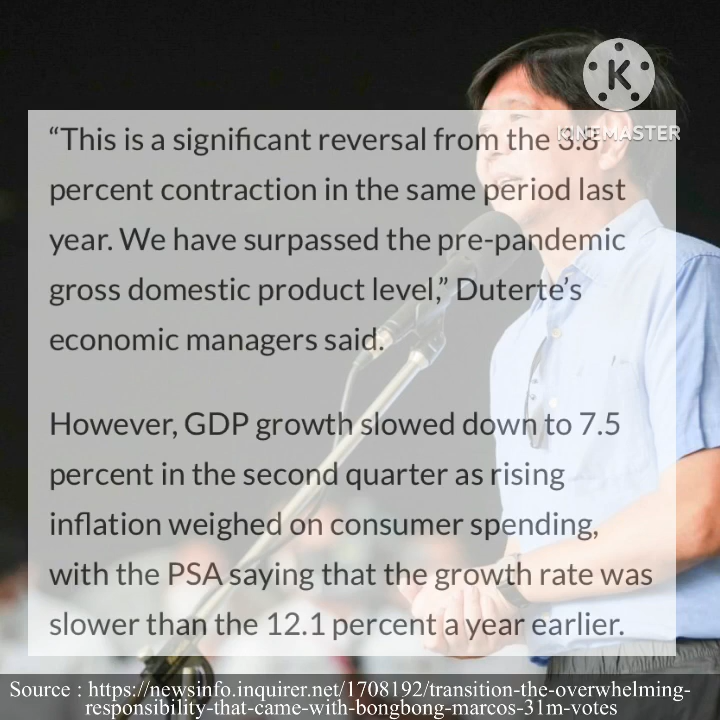 K
KINEMASTER
“This is a significant reversal from the 3.8
percent contraction in the same period last
year. We have surpassed the pre-pandemic
gross domestic product level,” Duterte’s
economic managers said.
However, GDP growth slowed down to 7.5
percent in the second quarter as rising
inflation weighed on consumer spending,
with the PSA saying that the growth rate was
slower than the 12.1 percent a year earlier.
Source : https://newsinfo.inquirer.net/1708192/transition-the-overwhelming-
responsibility-that-came-with-bongbong-marcos-31m-votes